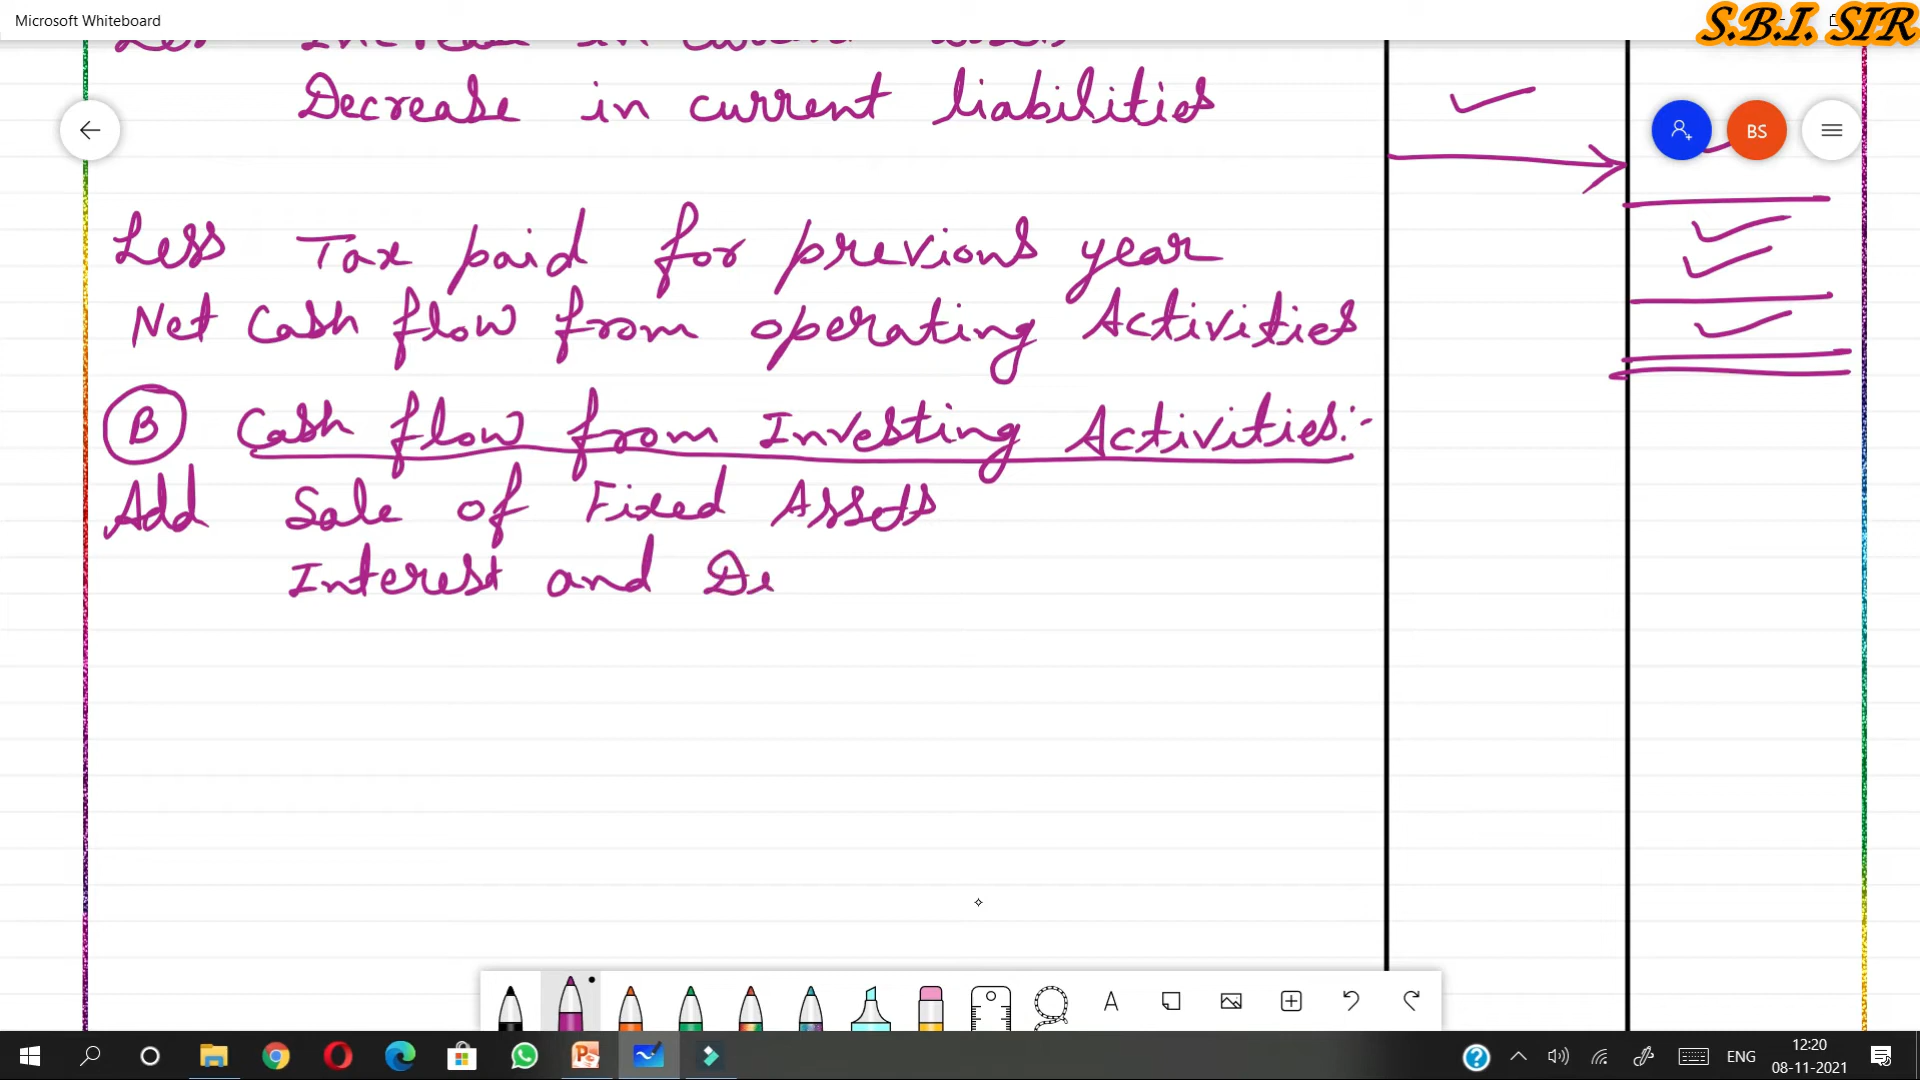 Microsoft Whiteboard
S.B.I. SIR
Decrease in current liabilities
BS
Less Tax paid for previous year
Net Cash flow from operating Activities
B Cash flow from Investing Activities:-
Add Sale of Fixed Assets
Interest and De
A
ENG
12:20
08-11-2021